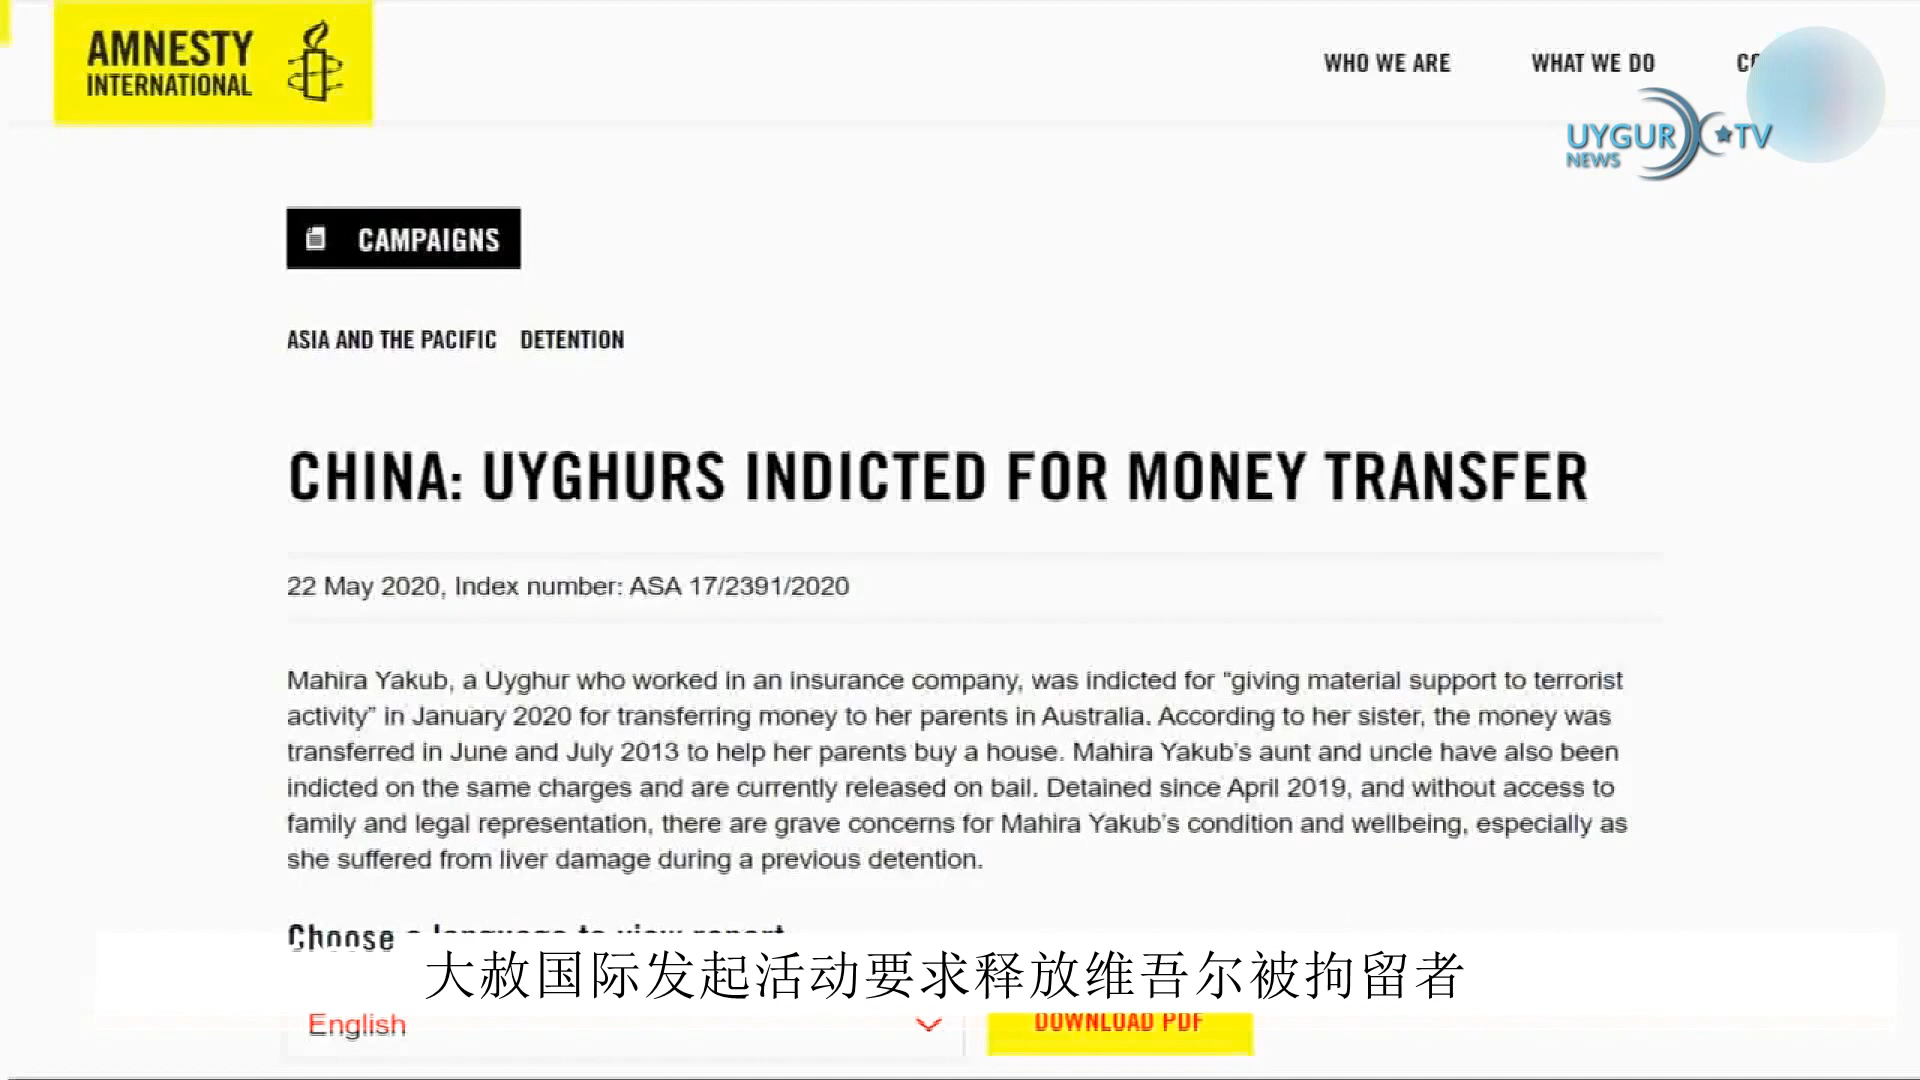 AMNESTY
INTERNATIONAL
WHO WE ARE
WHAT WE DO
UYGUR TV
NEWS
CAMPAIGNS
ASIA AND THE PACIFIC DETENTION
CHINA: UYGHURS INDICTED FOR MONEY TRANSFER
22 May 2020, Index number: ASA 17/2391/2020
Mahira Yakub, a Uyghur who worked in an insurance company, was indicted for “giving material support to terrorist
activity” in January 2020 for transferring money to her parents in Australia. According to her sister, the money was
transferred in June and July 2013 to help her parents buy a house. Mahira Yakub’s aunt and uncle have also been
indicted on the same charges and are currently released on bail. Detained since April 2019, and without access to
family and legal representation, there are grave concerns for Mahira Yakub’s condition and wellbeing, especially as
she suffered from liver damage during a previous detention.
Choose a language to view report
大赦国际发起活动要求释放维吾尔被拘留者
English
DOWNLOAD PDF